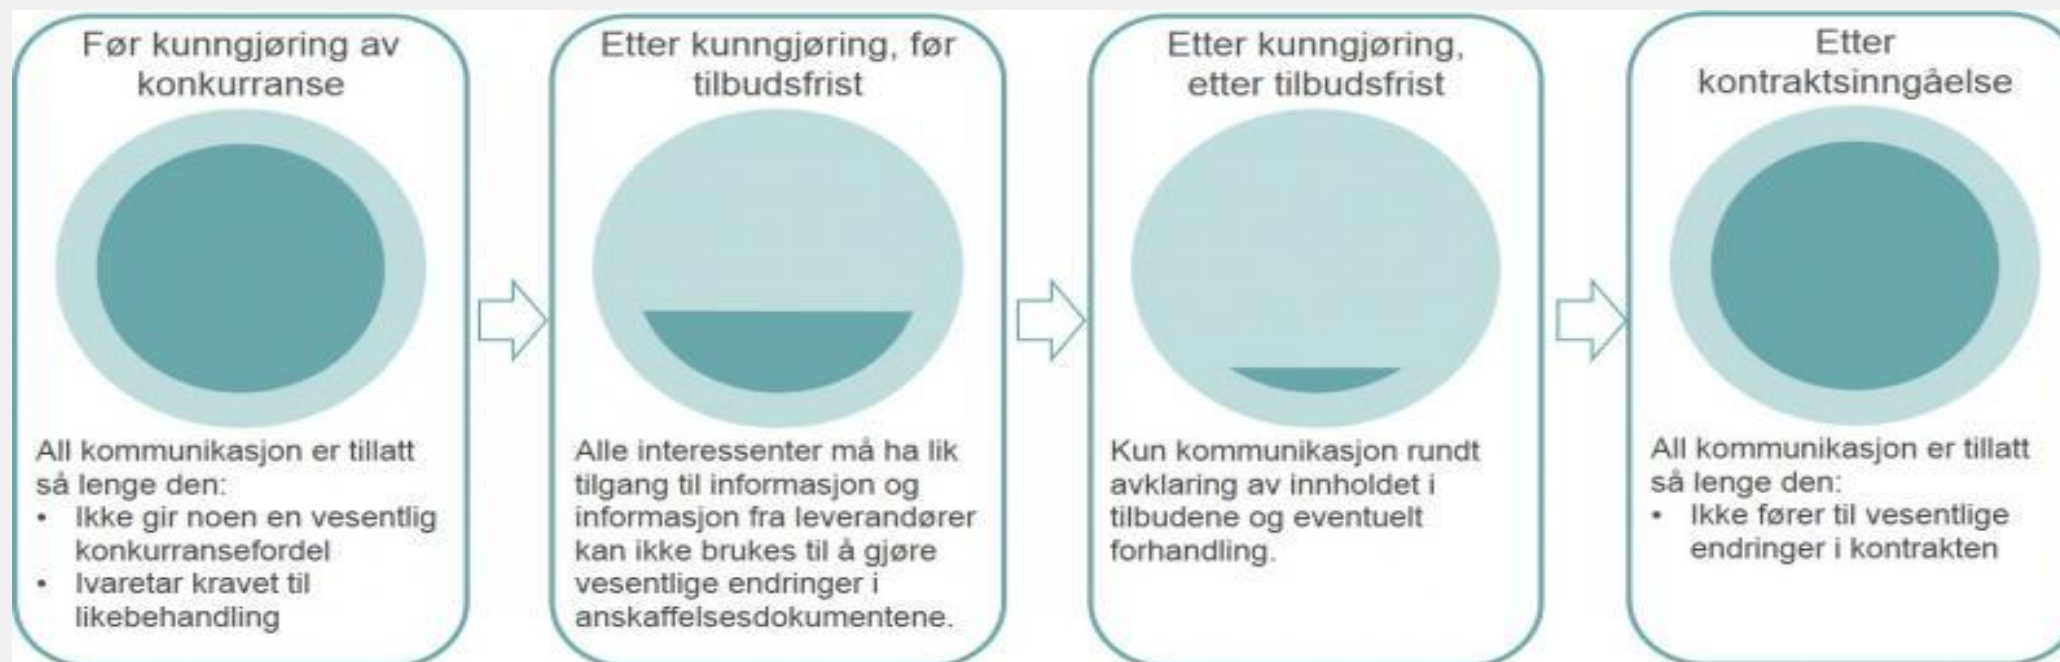 Før kunngjøring av
konkurranse
All kommunikasjon er tillatt
så lenge den:
• Ikke gir noen en vesentlig
konkurransefordel
• Ivaretar kravet til
likebehandling
Etter kunngjøring, før
tilbudsfrist
Alle interessenter må ha lik
tilgang til informasjon og
informasjon fra leverandører
kan ikke brukes til å gjøre
vesentlige endringer i
anskaffelsesdokumentene.
Etter kunngjøring,
etter tilbudsfrist
Kun kommunikasjon rundt
avklaring av innholdet i
tilbudene og eventuelt
forhandling.
Etter
kontraktsinngåelse
All kommunikasjon er tillatt
så lenge den:
• Ikke fører til vesentlige
endringer i kontrakten